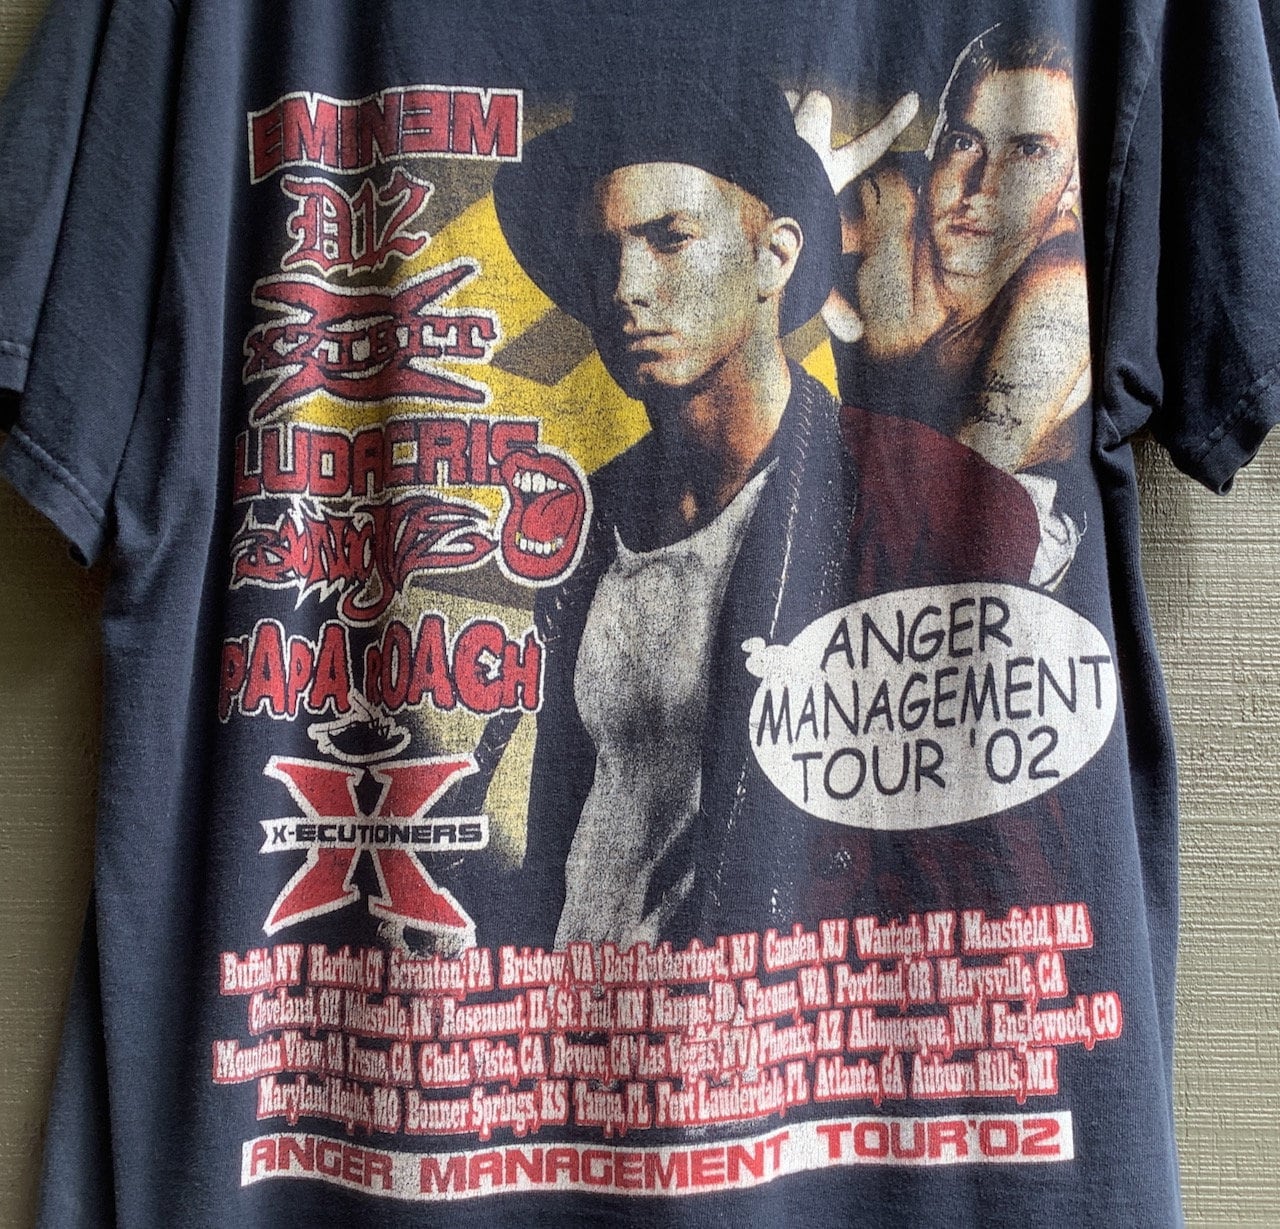 EMINEM
D12
XZIBIT
LUDACRIS
PAPA ROACH
X-ECUTIONERS
ANGER
MANAGEMENT
TOUR '02
Buffalo, NY Hartford, CT Scranton, PA Bristow, VA East Rutherford, NJ Camden, NJ Wantagh, NY Mansfield, MA
Cleveland, OH Noblesville, IN Rosemont, IL St. Paul, MN Nampa, ID Tacoma, WA Portland, OR Marysville, CA
Mountain View, CA Fresno, CA Chula Vista, CA Devore, CA Las Vegas, NV Phoenix, AZ Albuquerque, NM Englewood, CO
Maryland Heights, MO Bonner Springs, KS Tampa, FL Fort Lauderdale, FL Atlanta, GA Auburn Hills, MI
ANGER MANAGEMENT TOUR'02